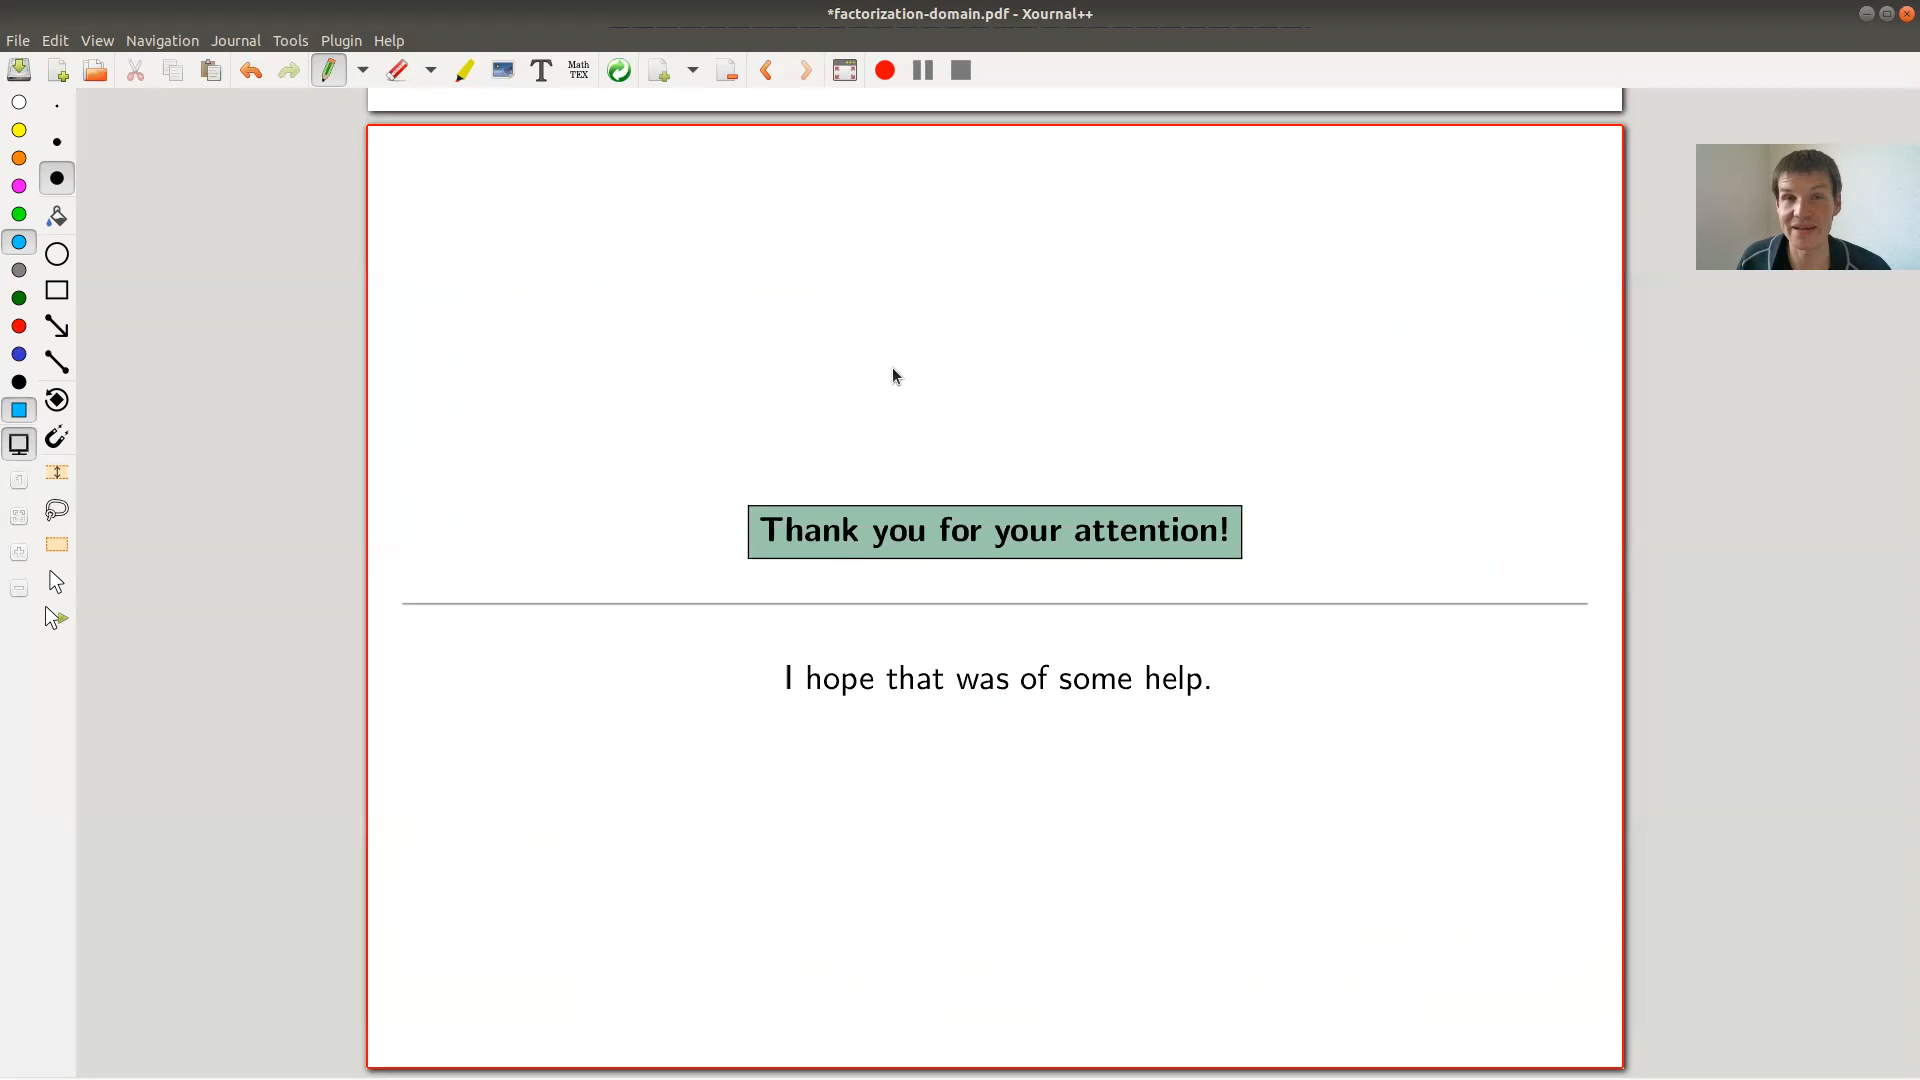 *factorization-domain.pdf - Xournal++
File Edit View Navigation Journal Tools Plugin Help
Math
TEX
Thank you for your attention!
I hope that was of some help.